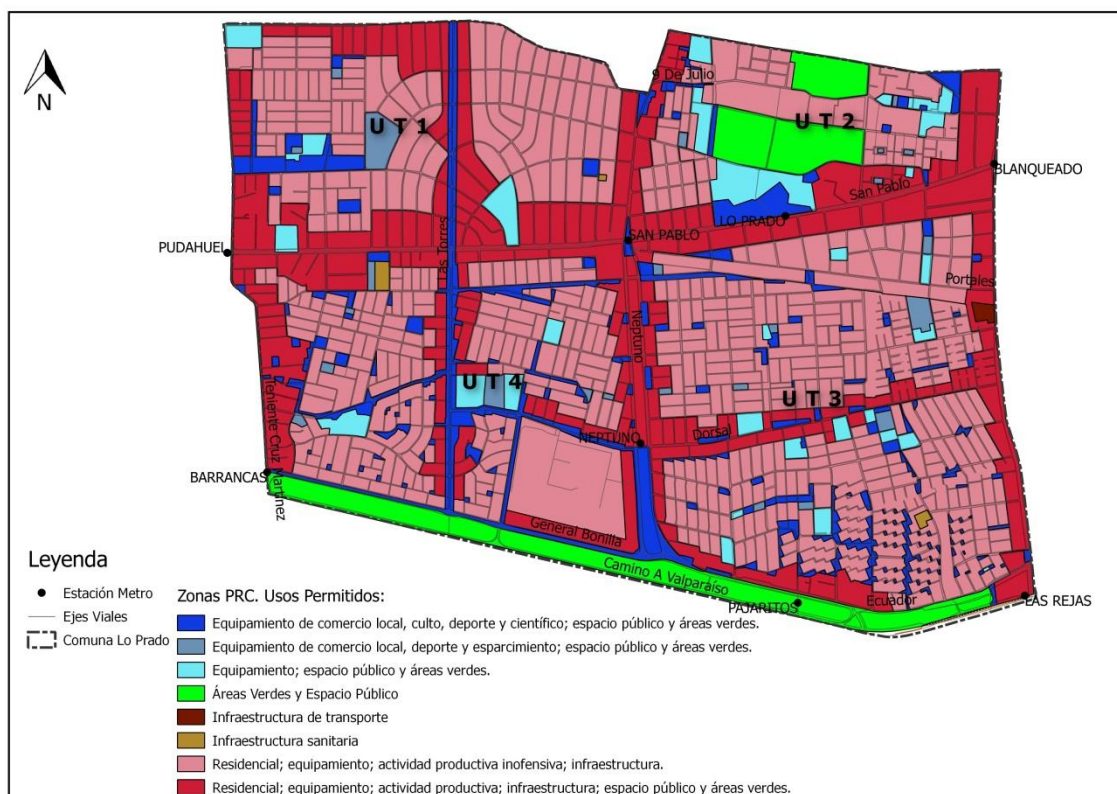 N
9 De Julio
U T 1
U T 2
BLANQUEADO
San Pablo
LO PRADO
SAN PABLO
PUDAHUEL
Las Torres
Portales
Neptuno
U T 4
U T 3
Teniente Cruz Martínez
Dorsal
NEPTUNO
BARRANCAS
General Bonilla
Camino A Valparaíso
PAJARITOS
Ecuador
LAS REJAS
Leyenda
Estación Metro
Ejes Viales
Comuna Lo Prado
Zonas PRC. Usos Permitidos:
Equipamiento de comercio local, culto, deporte y científico; espacio público y áreas verdes.
Equipamiento de comercio local, deporte y esparcimiento; espacio público y áreas verdes.
Equipamiento; espacio público y áreas verdes.
Áreas Verdes y Espacio Público
Infraestructura de transporte
Infraestructura sanitaria
Residencial; equipamiento; actividad productiva inofensiva; infraestructura.
Residencial; equipamiento; actividad productiva; infraestructura; espacio público y áreas verdes.